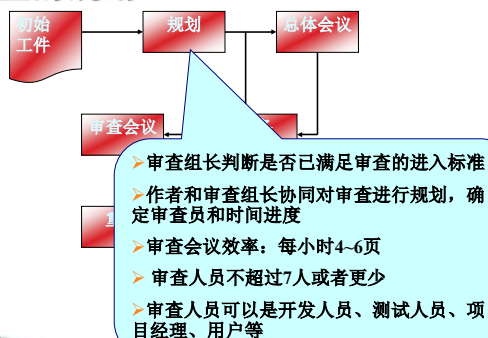 初始
工件
规划
总体会议
审查会议
➢审查组长判断是否已满足审查的进入标准
➢作者和审查组长协同对审查进行规划，确
定审查员和时间进度
➢审查会议效率：每小时4~6页
➢ 审查人员不超过7人或者更少
➢审查人员可以是开发人员、测试人员、项
目经理、用户等